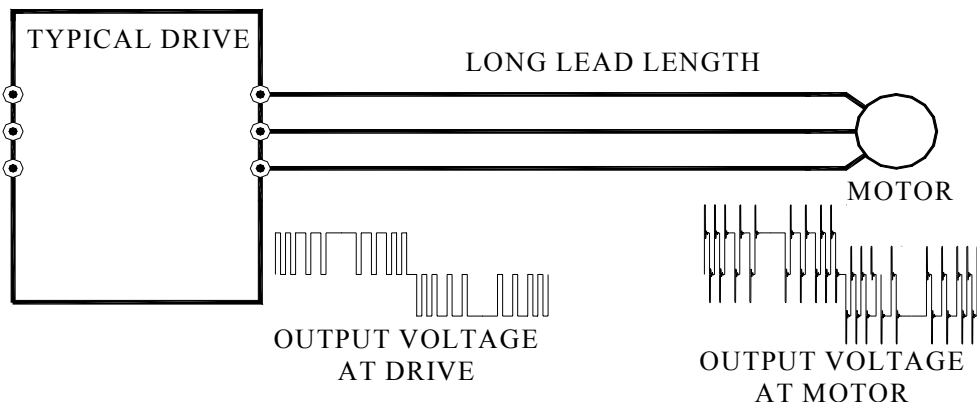 TYPICAL DRIVE
LONG LEAD LENGTH
MOTOR
OUTPUT VOLTAGE
AT DRIVE
OUTPUT VOLTAGE
AT MOTOR